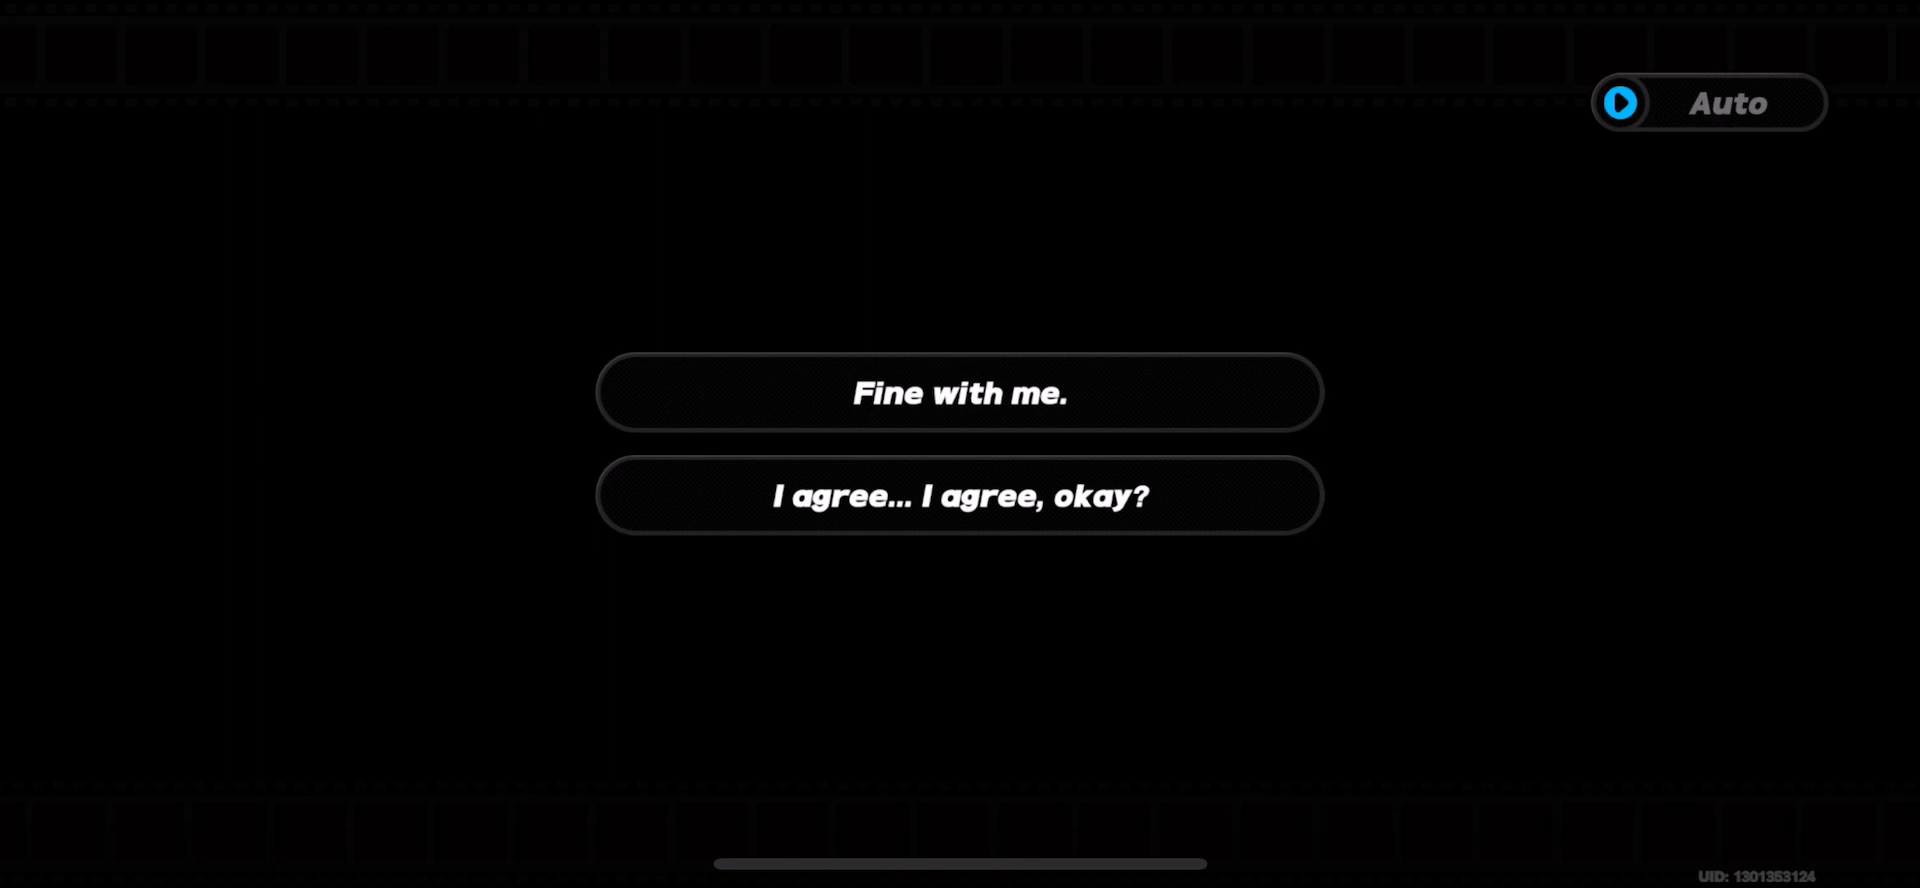 Auto
Fine with me.
I agree... I agree, okay?
UID: 1301353124